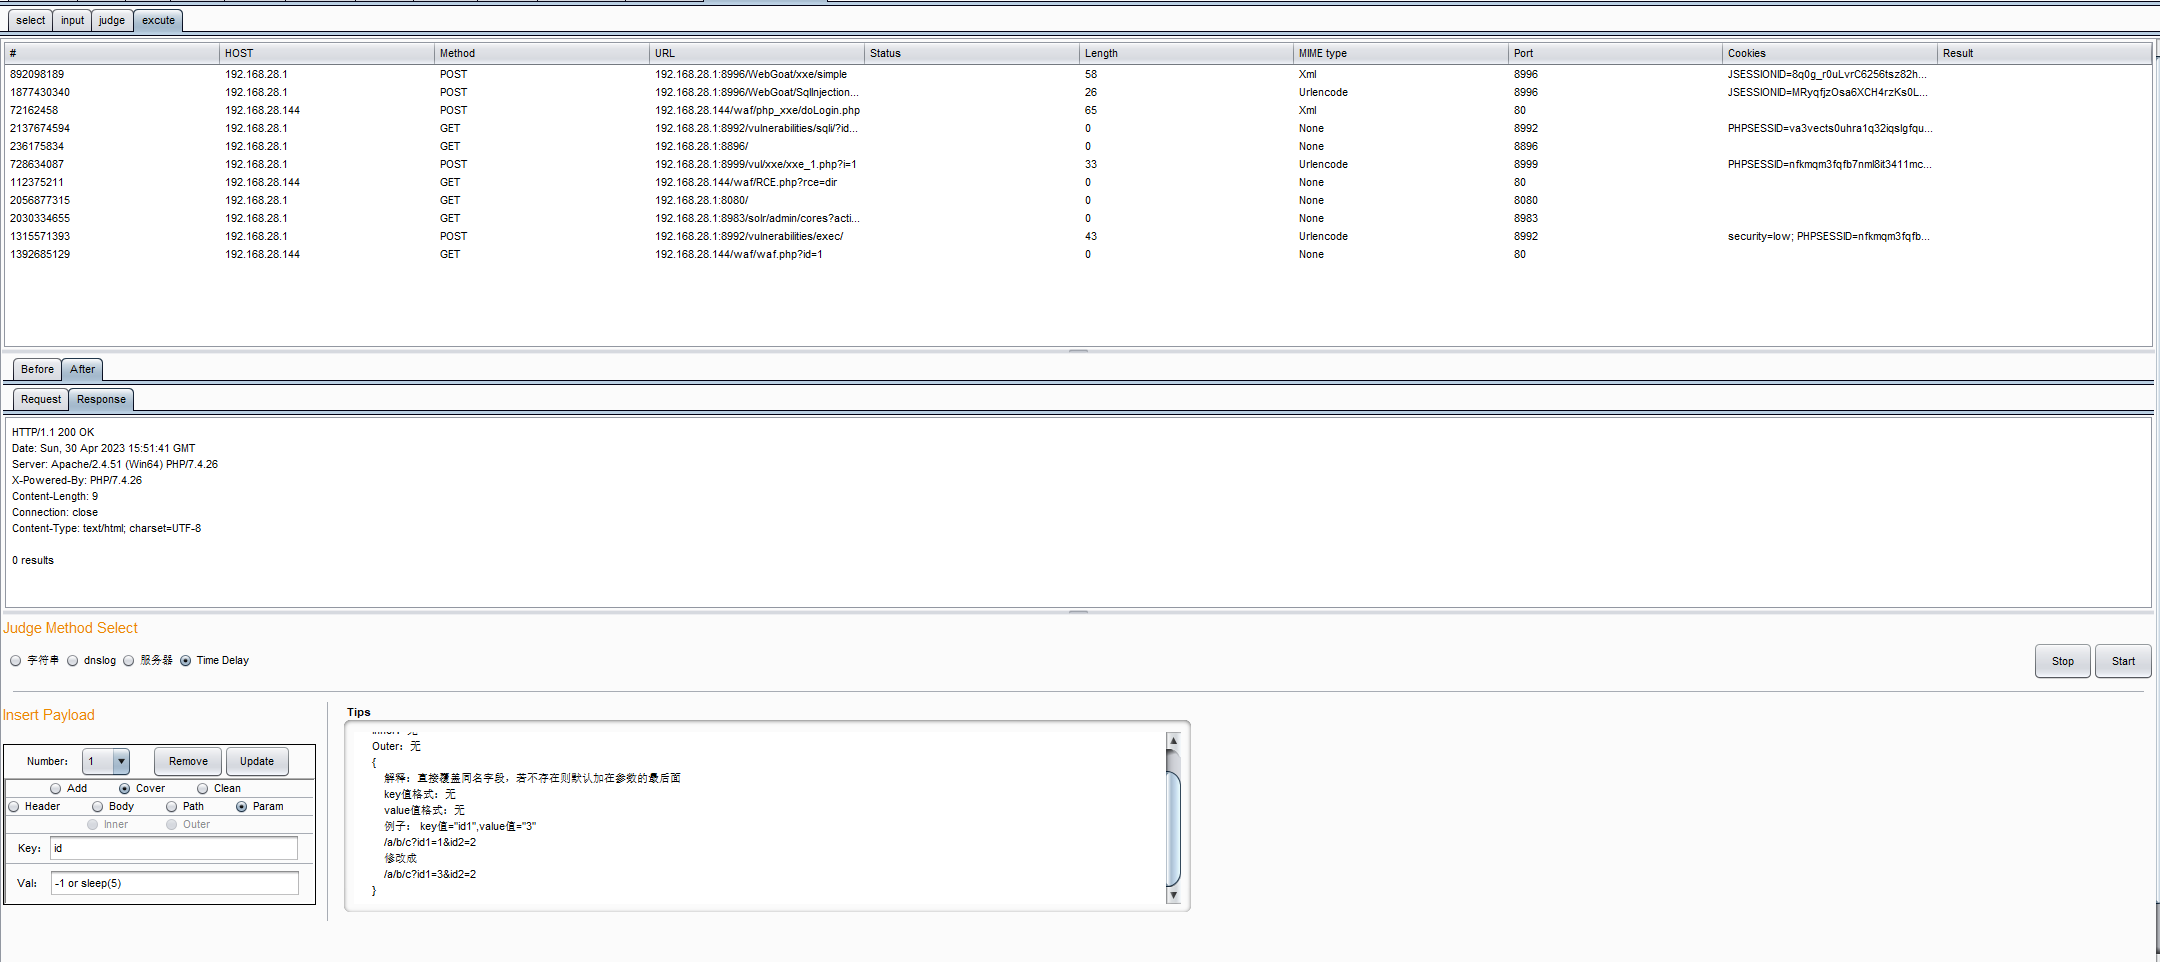 select input judge excute
# HOST Method URL Status Length MIME type Port Cookies Result
892098189 192.168.28.1 POST 192.168.28.1:8996/WebGoat/xxe/simple 58 Xml 8996 JSESSIONID=8q0g_r0uLvrC6256tsz82h...
1877430340 192.168.28.1 POST 192.168.28.1:8996/WebGoat/SqlInjection... 26 Urlencode 8996 JSESSIONID=MRyqfjzOsa6XCH4rzKs0L...
72162458 192.168.28.144 POST 192.168.28.144/waf/php_xxe/doLogin.php 65 Xml 80
2137674594 192.168.28.1 GET 192.168.28.1:8992/vulnerabilities/sqli/?id... 0 None 8992 PHPSESSID=va3vects0uhra1q32iqslgfqu...
236175834 192.168.28.1 GET 192.168.28.1:8896/ 0 None 8896
728634087 192.168.28.1 POST 192.168.28.1:8999/vul/xxe/xxe_1.php?i=1 33 Urlencode 8999 PHPSESSID=nfkmqm3fqfb7nml8it3411mc...
112375211 192.168.28.144 GET 192.168.28.144/waf/RCE.php?rce=dir 0 None 80
2056877315 192.168.28.1 GET 192.168.28.1:8080/ 0 None 8080
2030334655 192.168.28.1 GET 192.168.28.1:8983/solr/admin/cores?acti... 0 None 8983
1315571393 192.168.28.1 POST 192.168.28.1:8992/vulnerabilities/exec/ 43 Urlencode 8992 security=low; PHPSESSID=nfkmqm3fqfb...
1392685129 192.168.28.144 GET 192.168.28.144/waf/waf.php?id=1 0 None 80
Before After
Request Response
HTTP/1.1 200 OK
Date: Sun, 30 Apr 2023 15:51:41 GMT
Server: Apache/2.4.51 (Win64) PHP/7.4.26
X-Powered-By: PHP/7.4.26
Content-Length: 9
Connection: close
Content-Type: text/html; charset=UTF-8
0 results
Judge Method Select
字符串 dnslog 服务器 Time Delay Stop Start
Insert Payload
Number: 1 Remove Update
Add Cover Clean
Header Body Path Param
Inner Outer
Key: id
Val: -1 or sleep(5)
Tips
Inner：无
Outer：无
{
解释：直接覆盖同名字段，若不存在则默认加在参数的最后面
key值格式：无
value值格式：无
例子： key值="id1",value值="3"
/a/b/c?id1=1&id2=2
修改成
/a/b/c?id1=3&id2=2
}